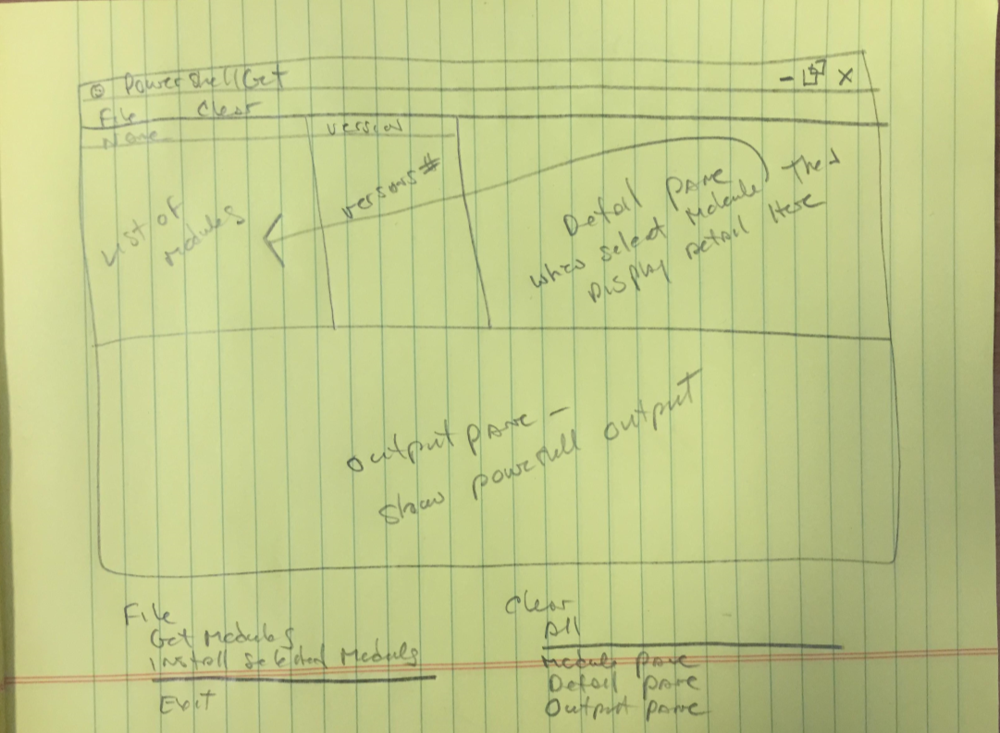 PowerShellGet
- X
File Clear
Name version
List of
modules
versions #
Detail Pane
when select Module then
Display Detail Here
output pane -
show powershell output
File
Get Modules
Install Selected Modules
Exit
Clear
All
Module pane
Detail pane
Output pane